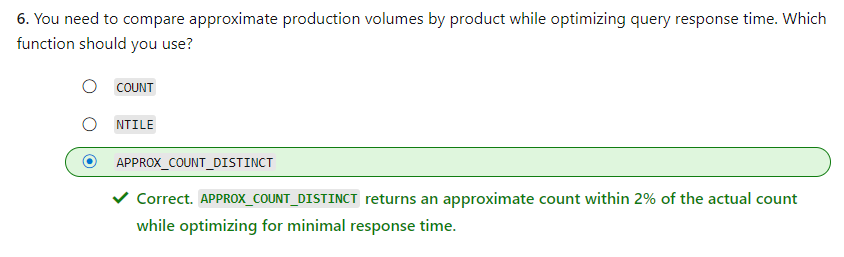 6. You need to compare approximate production volumes by product while optimizing query response time. Which
function should you use?
COUNT
NTILE
APPROX_COUNT_DISTINCT
Correct. APPROX_COUNT_DISTINCT returns an approximate count within 2% of the actual count
while optimizing for minimal response time.